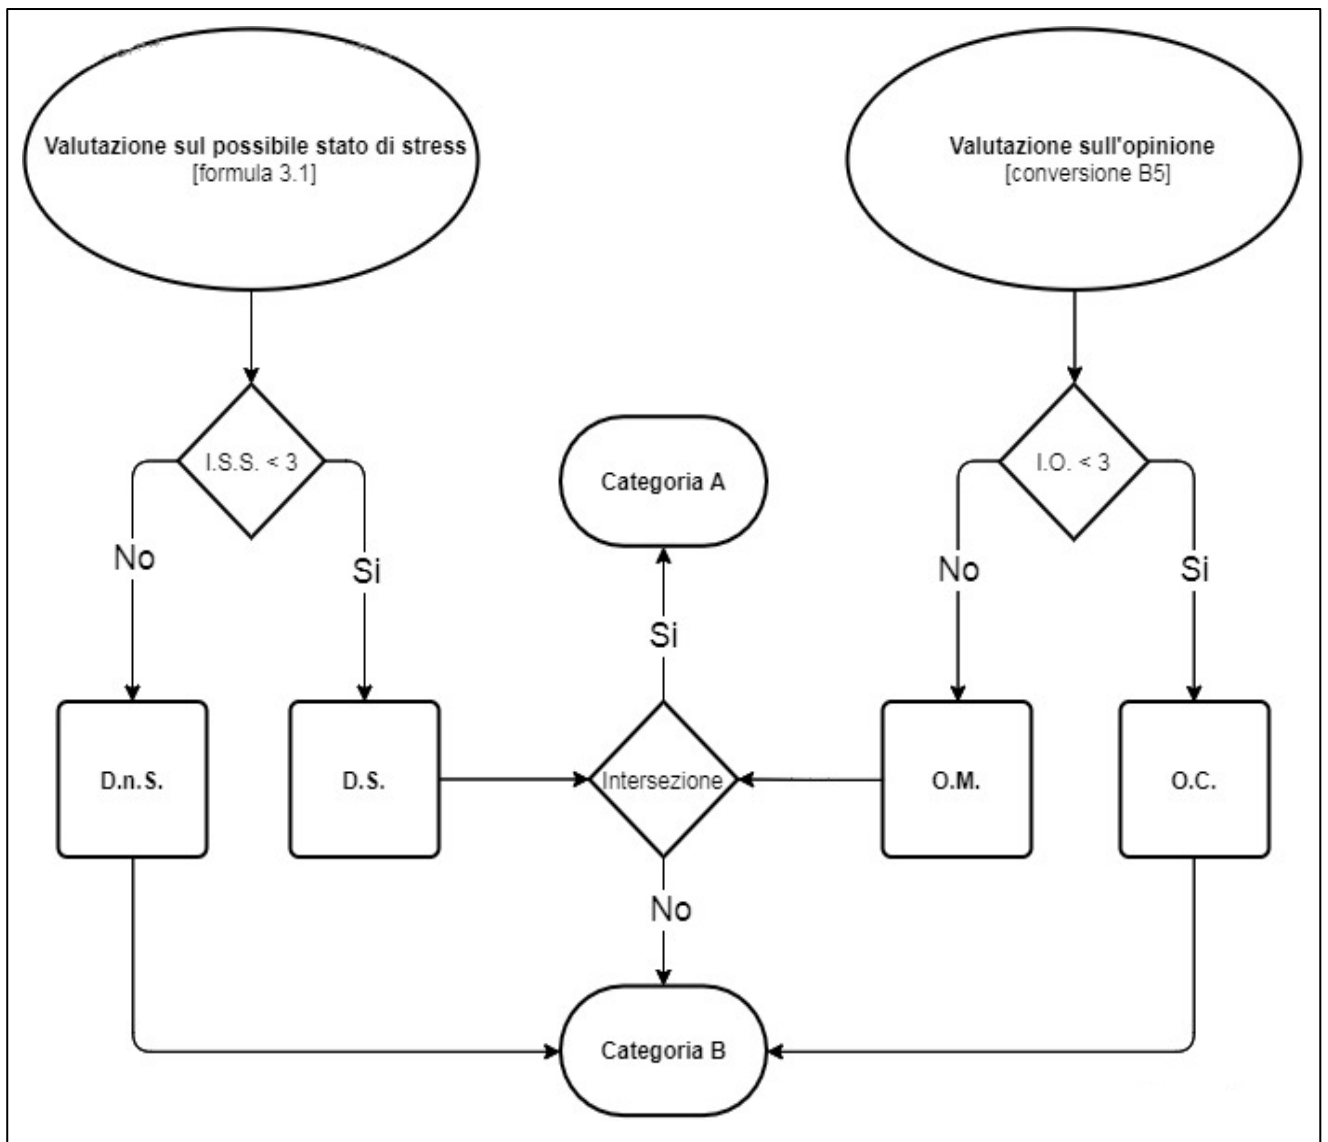 Valutazione sul possibile stato di stress
[formula 3.1]
Valutazione sull'opinione
[conversione B5]
I.S.S. < 3
I.O. < 3
Categoria A
No
Si
No
Si
Si
D.n.S.
D.S.
Intersezione
O.M.
O.C.
No
Categoria B